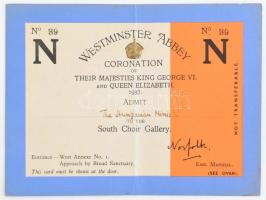 Nº 99
Nº 99
N
WESTMINSTER ABBEY
N
CORONATION
OF
THEIR MAJESTIES KING GEORGE VI.
AND QUEEN ELIZABETH.
1937.
ADMIT
The Hungarian Minister
TO THE
South Choir Gallery.
NOT TRANSFERABLE.
Norfolk.
Entrance—West Annexe No. 1.
Approach by Broad Sanctuary.
EARL MARSHAL.
This card must be shown at the door.
(SEE OVER)